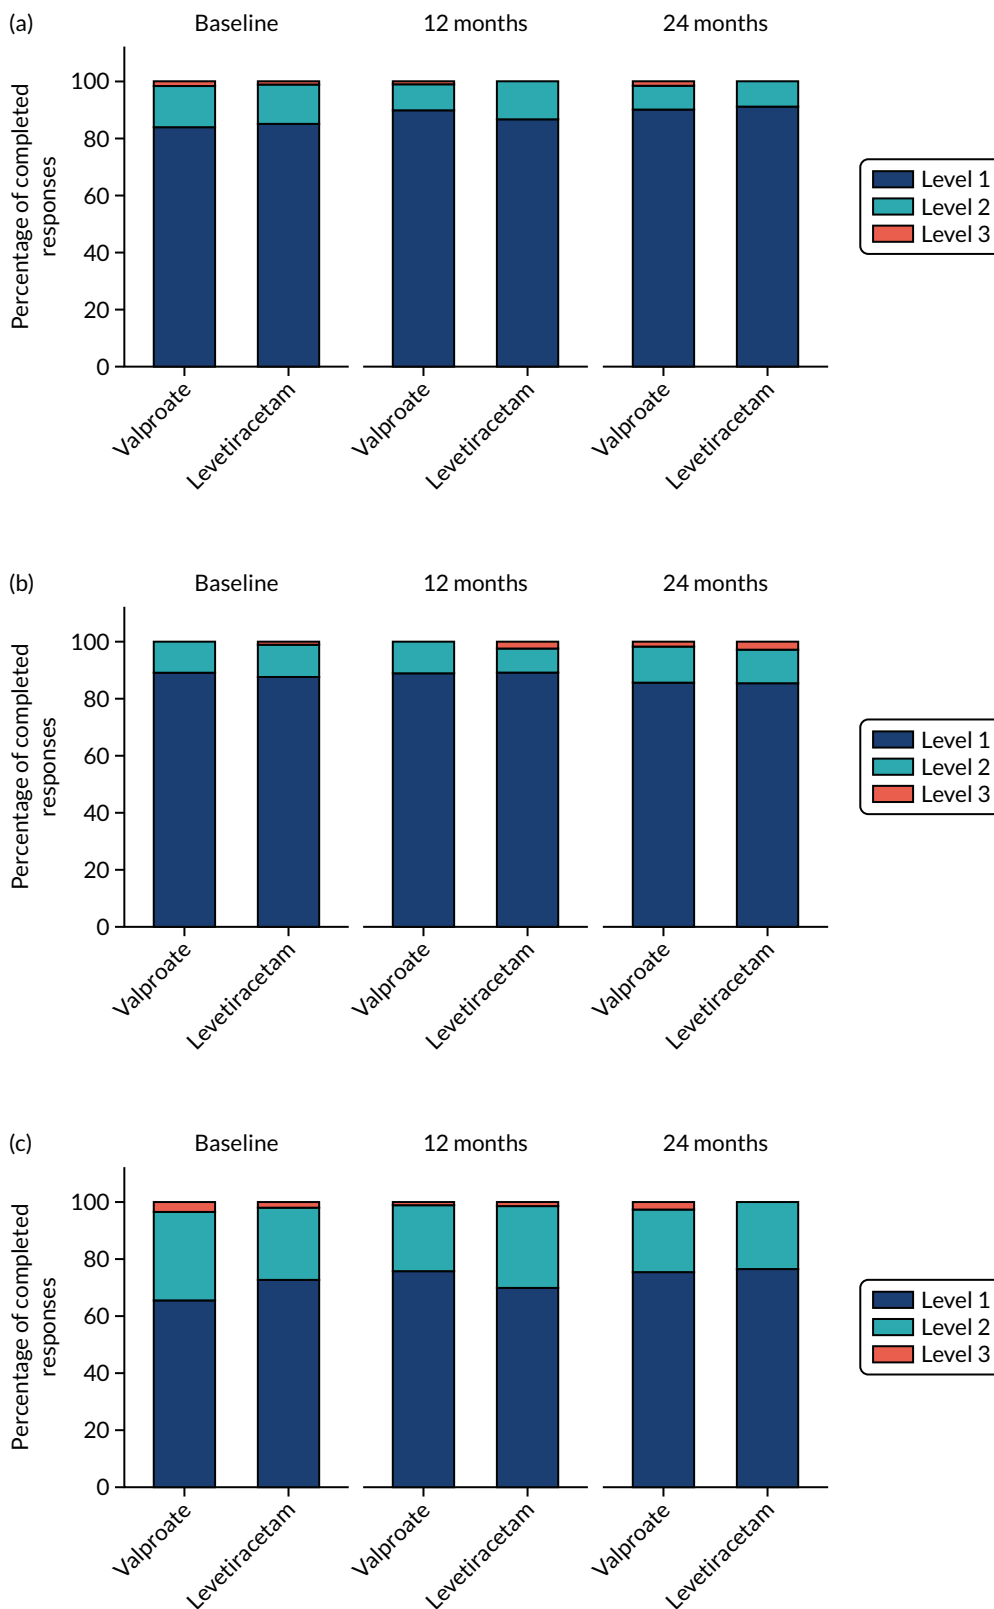 (a)
Baseline
12 months
24 months
Percentage of completed
responses
100
80
60
40
20
0
Valproate
Levetiracetam
Valproate
Levetiracetam
Valproate
Levetiracetam
Level 1
Level 2
Level 3
(b)
Baseline
12 months
24 months
Percentage of completed
responses
100
80
60
40
20
0
Valproate
Levetiracetam
Valproate
Levetiracetam
Valproate
Levetiracetam
Level 1
Level 2
Level 3
(c)
Baseline
12 months
24 months
Percentage of completed
responses
100
80
60
40
20
0
Valproate
Levetiracetam
Valproate
Levetiracetam
Valproate
Levetiracetam
Level 1
Level 2
Level 3